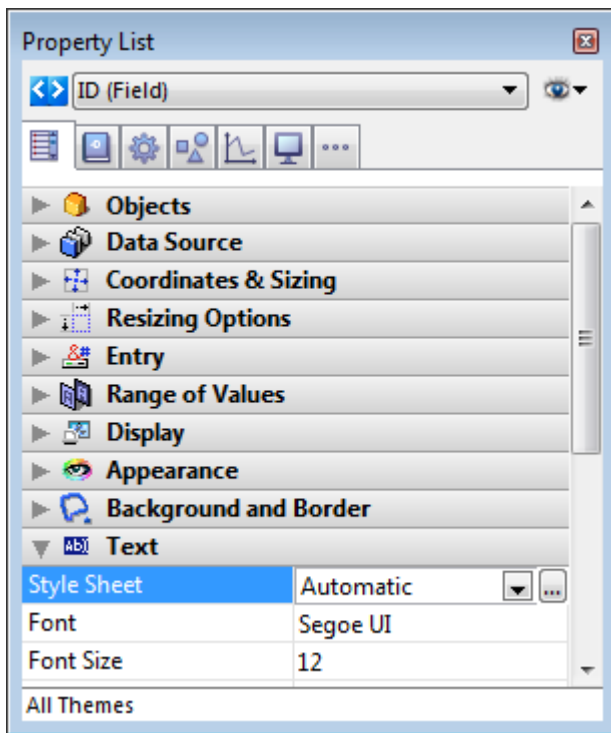 Property List
ID (Field)
Objects
Data Source
Coordinates & Sizing
Resizing Options
Entry
Range of Values
Display
Appearance
Background and Border
Text
Style Sheet Automatic ...
Font Segoe UI
Font Size 12
All Themes